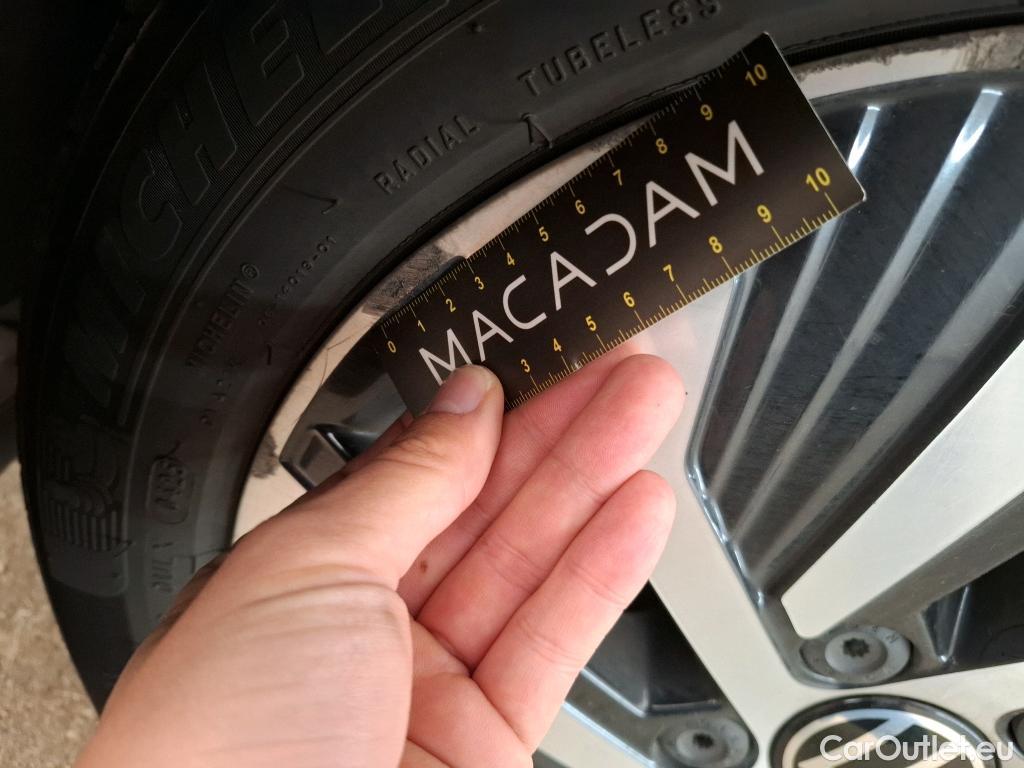 MICHELIN
RADIAL TUBELESS
MICHELIN®
0 1 2 3 4 5 6 7 8 9 10
MACADAM
3 4 5 6 7 8 9 10
CarOutlet.eu